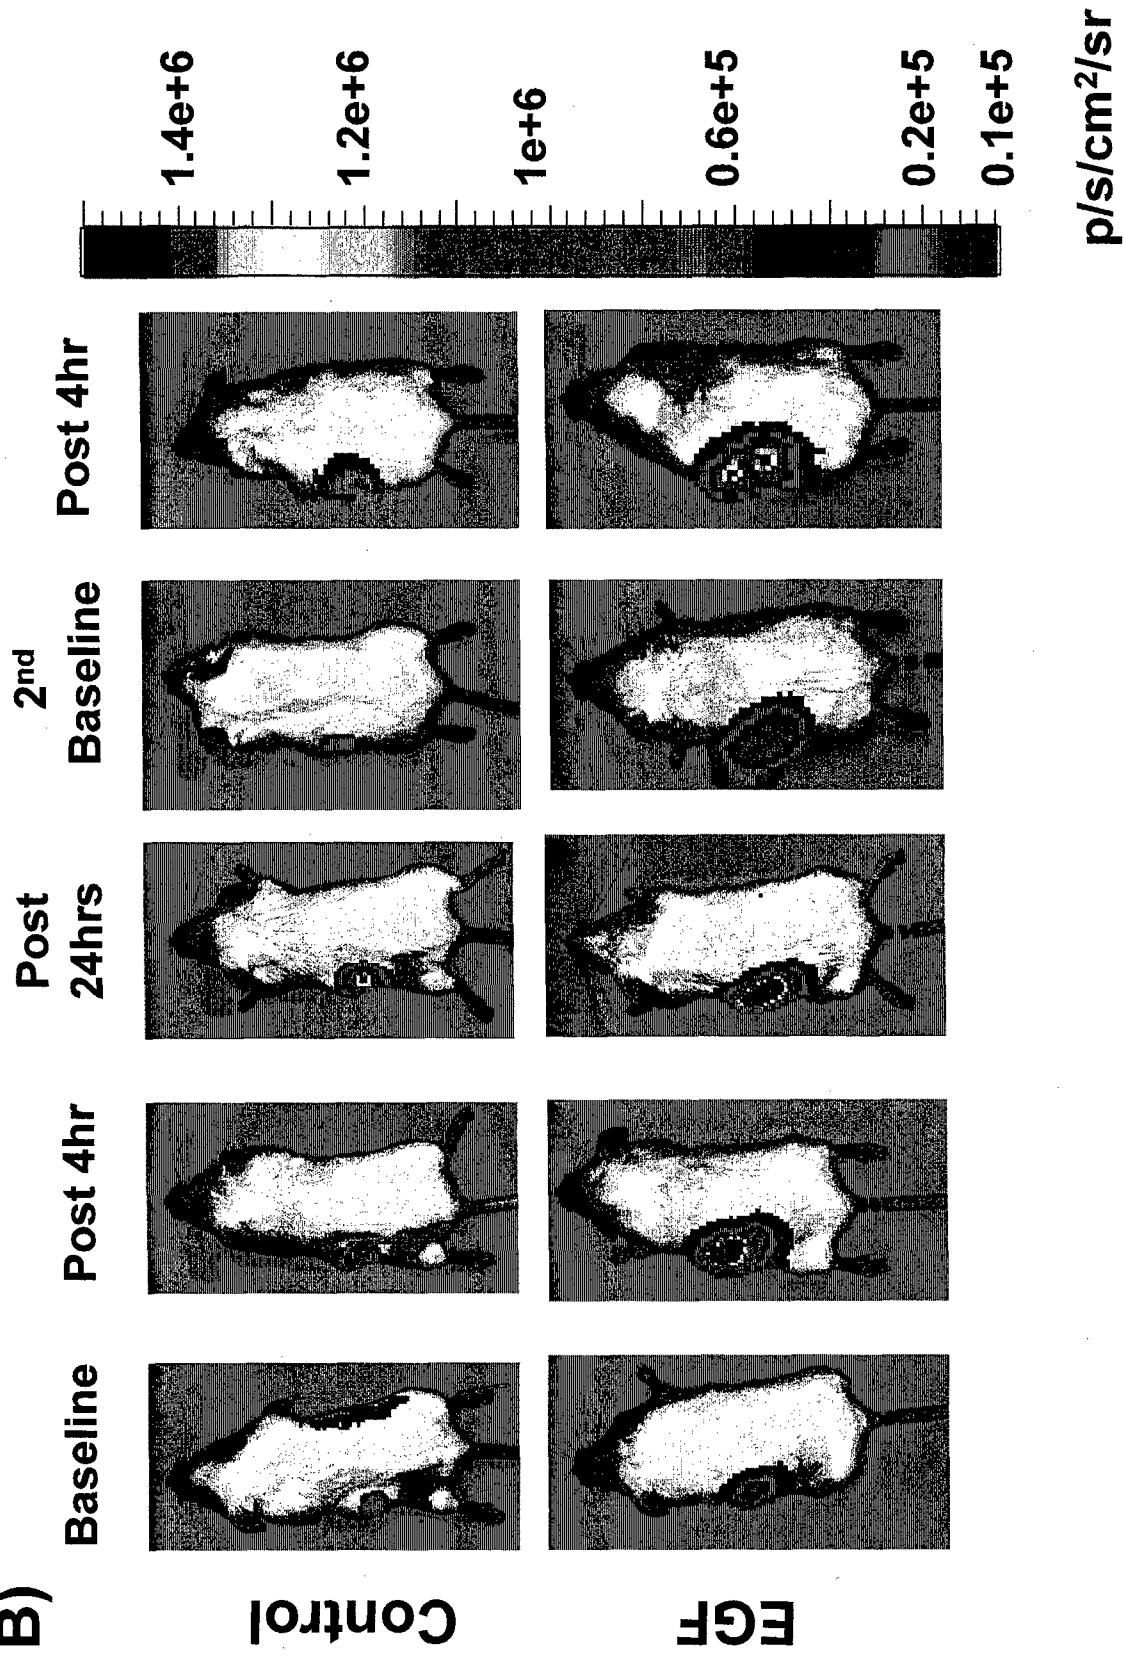 B)
Baseline
Post 4hr
Post
24hrs
2nd
Baseline
Post 4hr
Control
EGF
1.4e+6
1.2e+6
1e+6
0.6e+5
0.2e+5
0.1e+5
p/s/cm²/sr